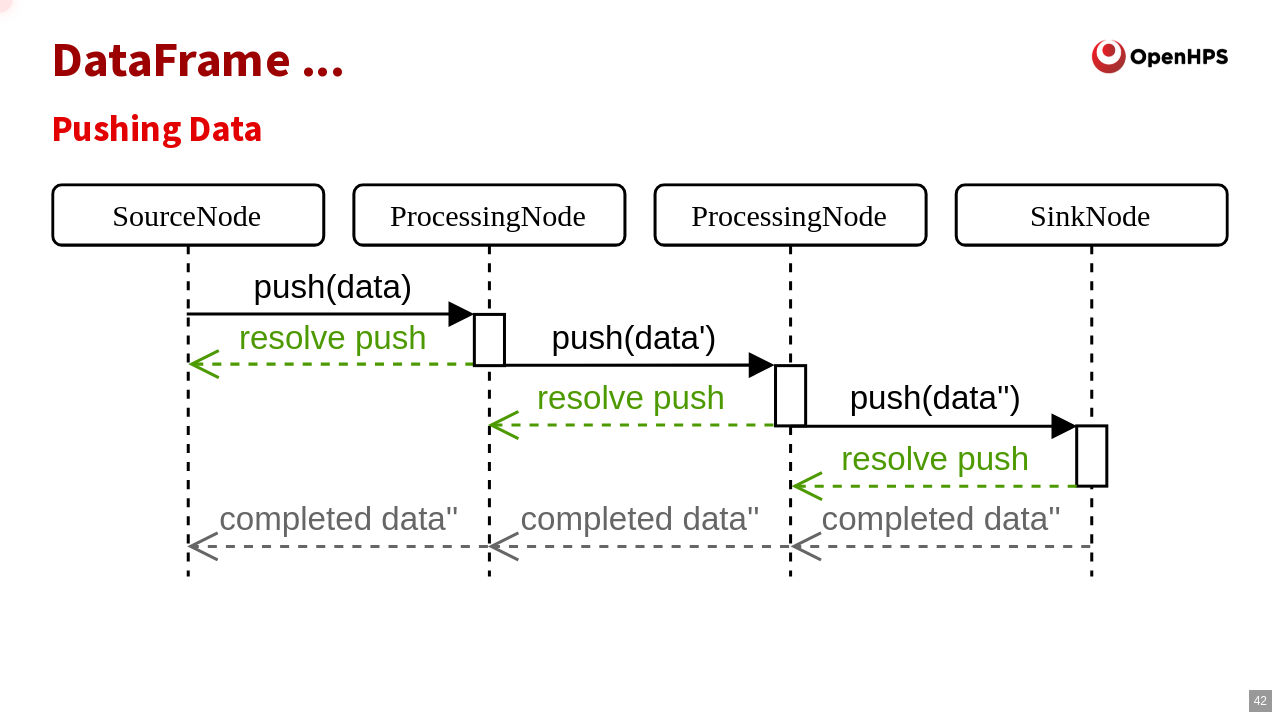 DataFrame ...
OpenHPS
Pushing Data
SourceNode
ProcessingNode
ProcessingNode
SinkNode
push(data)
resolve push
push(data')
resolve push
push(data'')
resolve push
completed data''
completed data''
completed data''
42